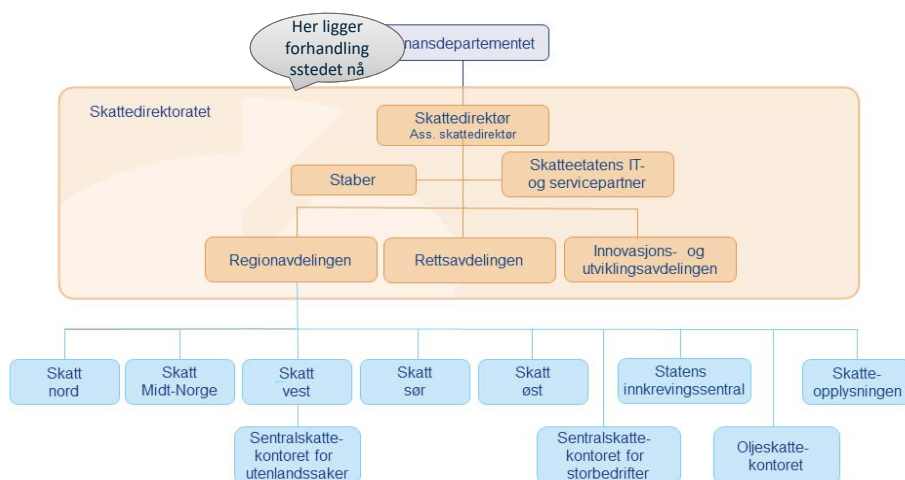 Her ligger
forhandling
sstedet nå
nansdepartementet
Skattedirektoratet
Skattedirektør
Ass. skattedirektør
Staber
Skatteetatens IT-
og servicepartner
Regionavdelingen
Rettsavdelingen
Innovasjons- og
utviklingsavdelingen
Skatt
nord
Skatt
Midt-Norge
Skatt
vest
Skatt
sør
Skatt
øst
Statens
innkrevingssentral
Skatte-
opplysningen
Sentralskatte-
kontoret for
utenlandssaker
Sentralskatte-
kontoret for
storbedrifter
Oljeskatte-
kontoret